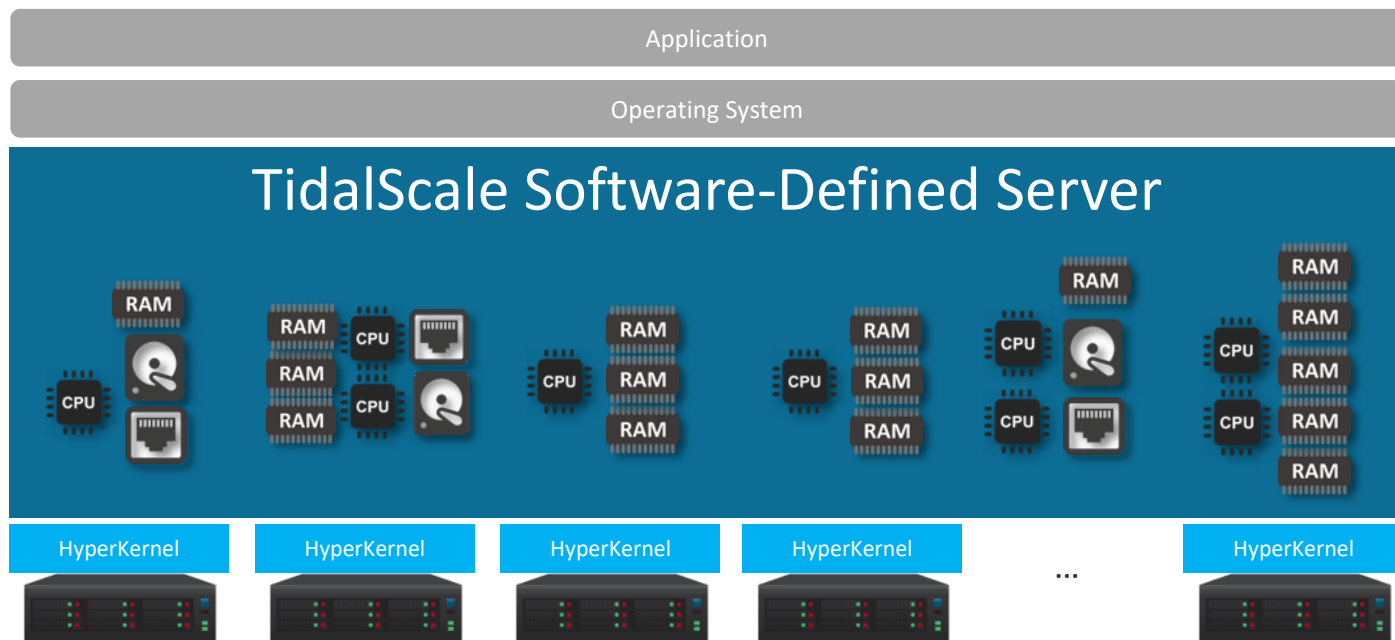 Application
Operating System
TidalScale Software-Defined Server
RAM
CPU
RAM
RAM
RAM
CPU
CPU
CPU
RAM
RAM
RAM
CPU
RAM
RAM
RAM
RAM
CPU
CPU
CPU
CPU
RAM
RAM
RAM
RAM
RAM
HyperKernel
HyperKernel
HyperKernel
HyperKernel
...
HyperKernel